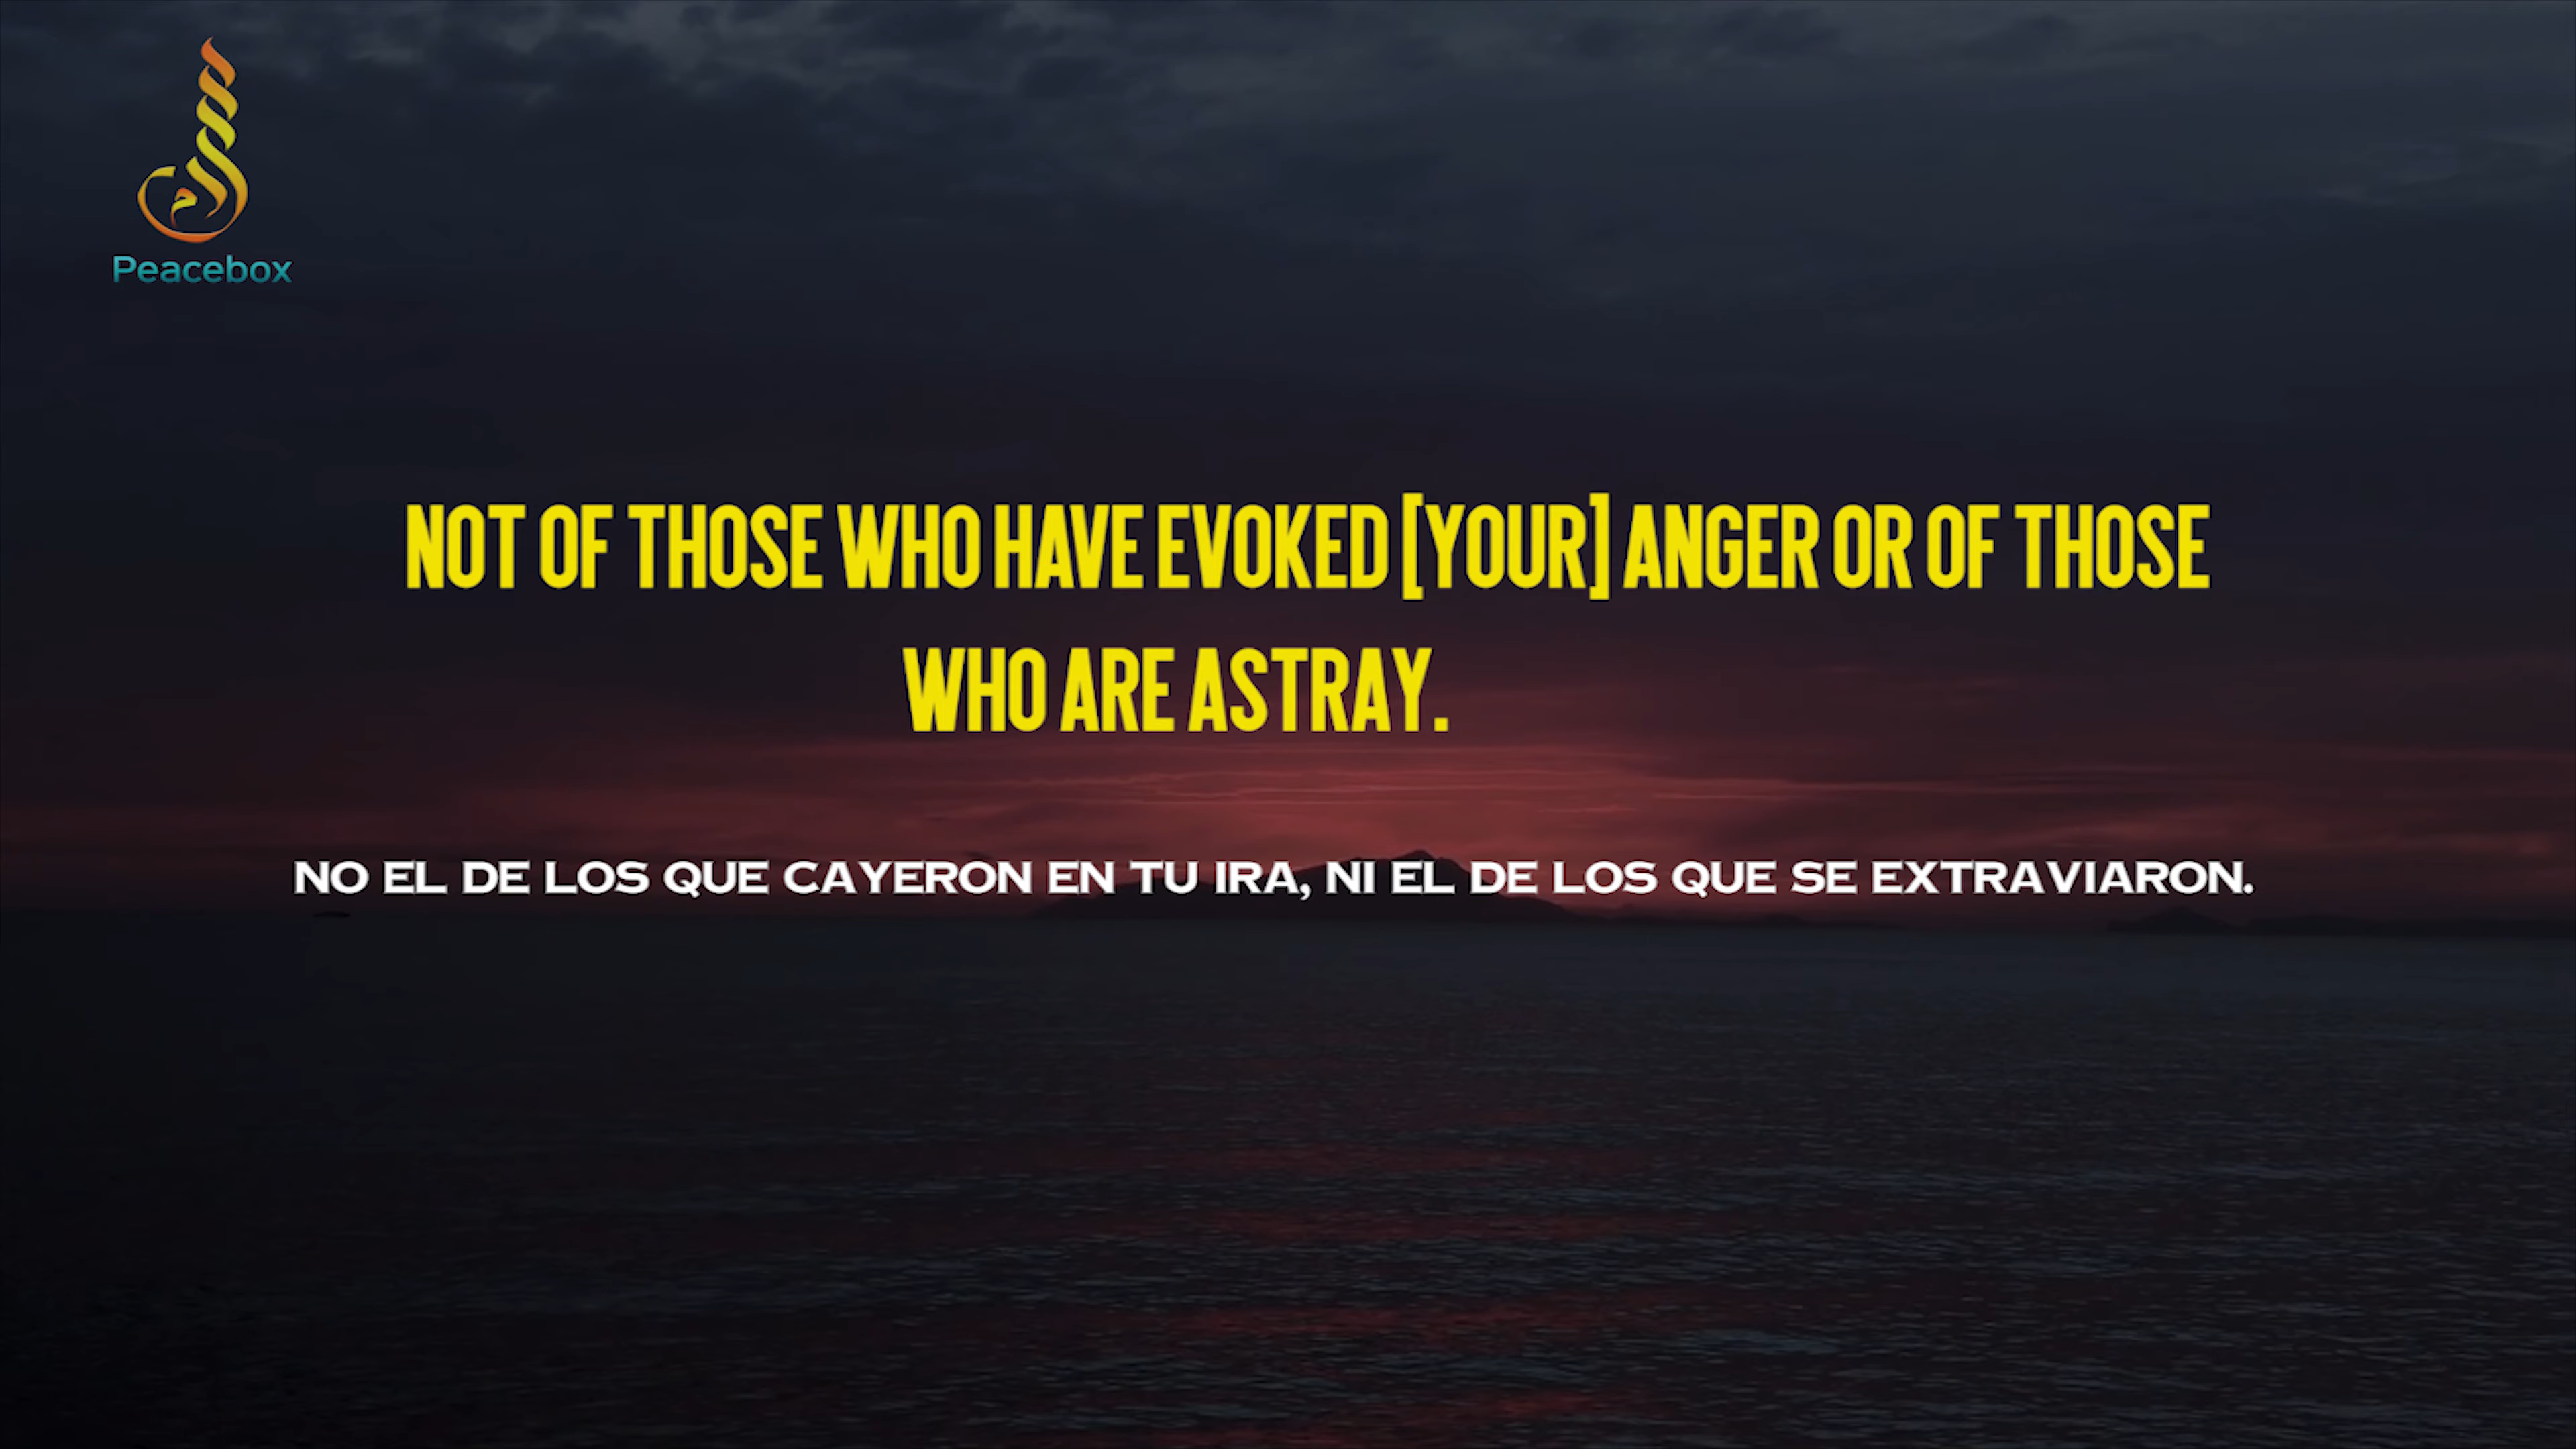 Peacebox
NOT OF THOSE WHO HAVE EVOKED [YOUR] ANGER OR OF THOSE
WHO ARE ASTRAY.
NO EL DE LOS QUE CAYERON EN TU IRA, NI EL DE LOS QUE SE EXTRAVIARON.